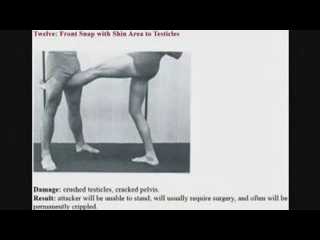 Twelve: Front Snap with Shin Area to Testicles
Damage: crushed testicles, cracked pelvis.
Result: attacker will be unable to stand; will usually require surgery, and often will be
permanently crippled.